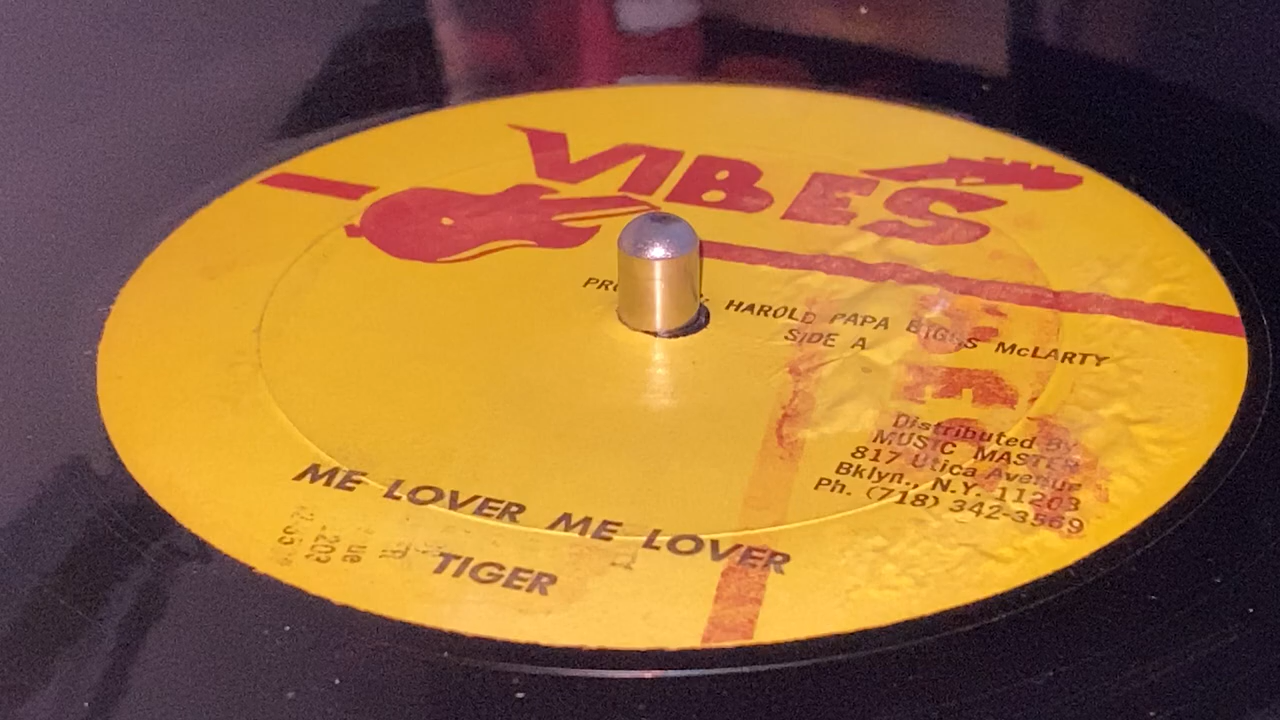 VIBES
HAROLD PAPA BIGGS McLARTY
SIDE A
Distributed By
MUSIC MASTER
817 Utica Avenue
Bklyn., N.Y. 11203
Ph. (718) 342-3569
ME LOVER ME LOVER
TIGER